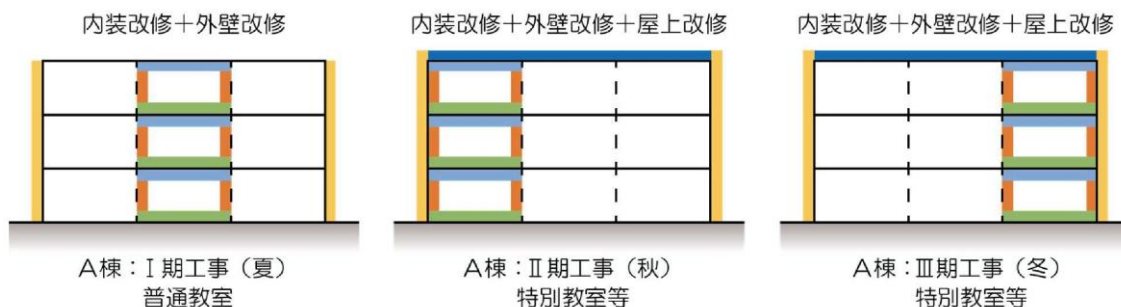 内装改修+外壁改修
内装改修+外壁改修+屋上改修
内装改修+外壁改修+屋上改修
A棟:Ⅰ期工事(夏)
普通教室
A棟:Ⅱ期工事(秋)
特別教室等
A棟:Ⅲ期工事(冬)
特別教室等